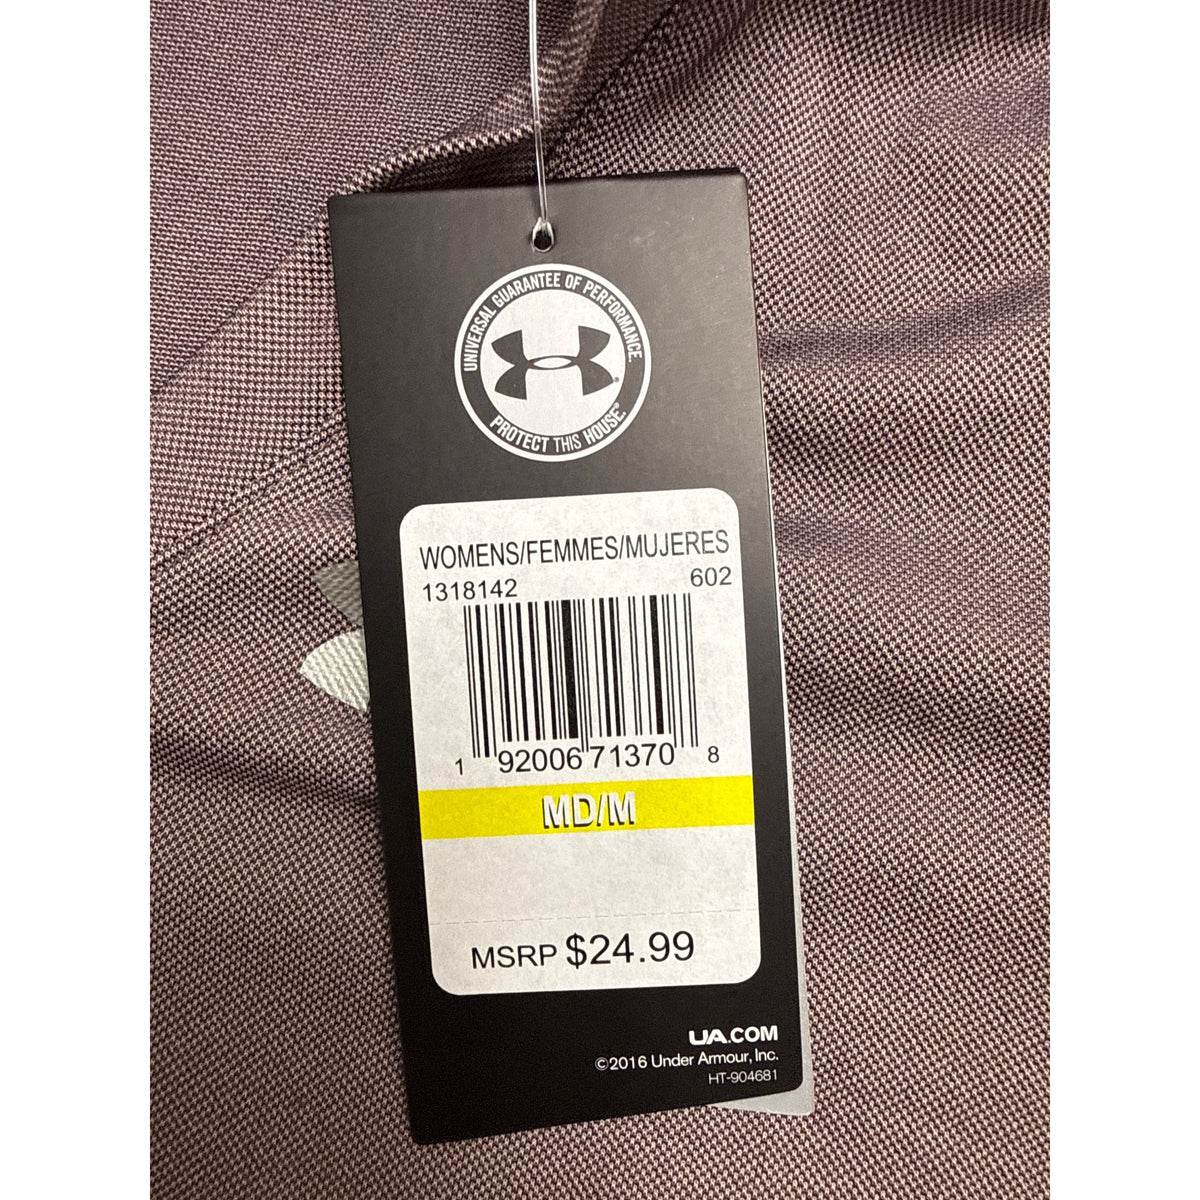 UNIVERSAL GUARANTEE OF PERFORMANCE.
PROTECT THIS HOUSE.®
WOMENS/FEMMES/MUJERES
1318142 602
1 92006 71370 8
MD/M
MSRP $24.99
UA.COM
©2016 Under Armour, Inc.
HT-904681